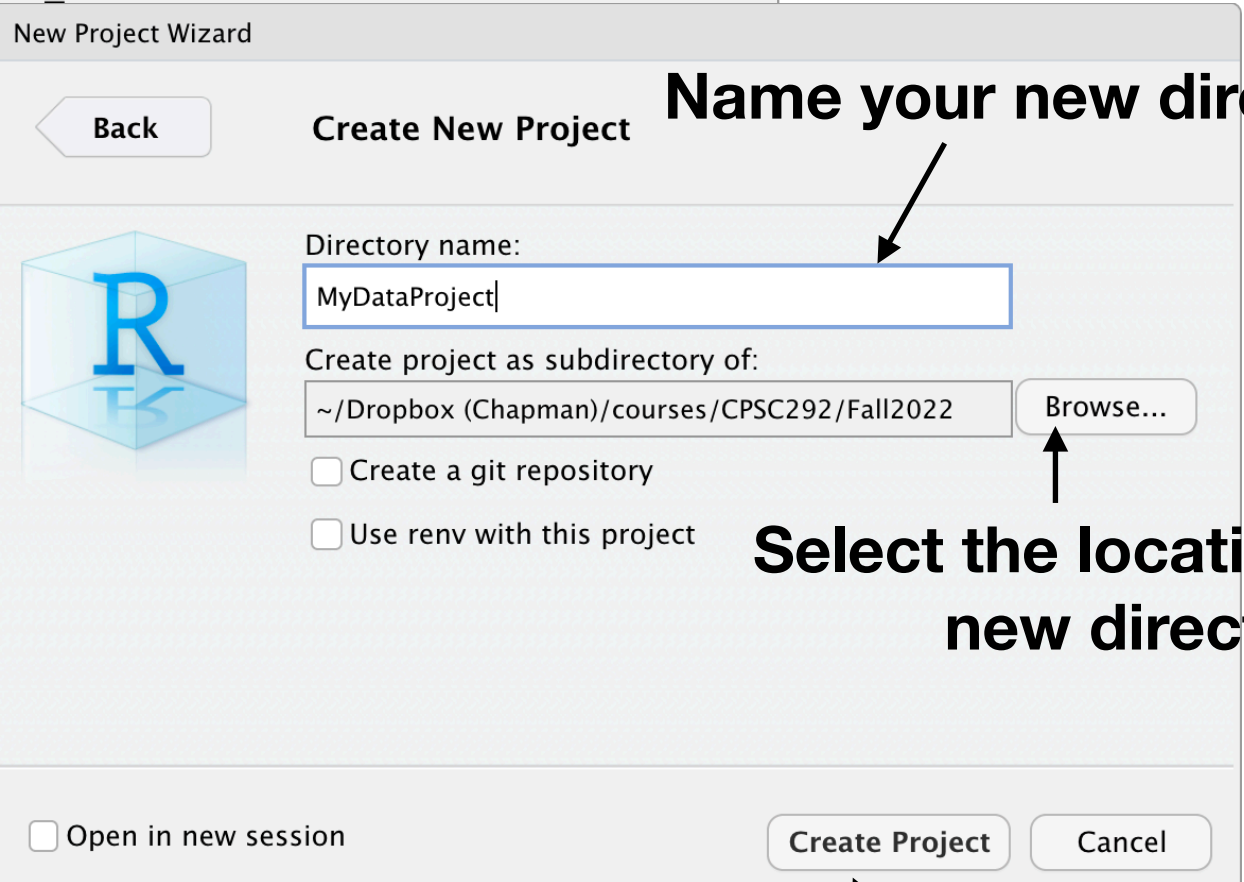 New Project Wizard
Back
Create New Project
Name your new dir
Directory name:
MyDataProject
Create project as subdirectory of:
~/Dropbox (Chapman)/courses/CPSC292/Fall2022
Browse...
Create a git repository
Use renv with this project
Select the locati
new direc
R
Open in new session
Create Project
Cancel